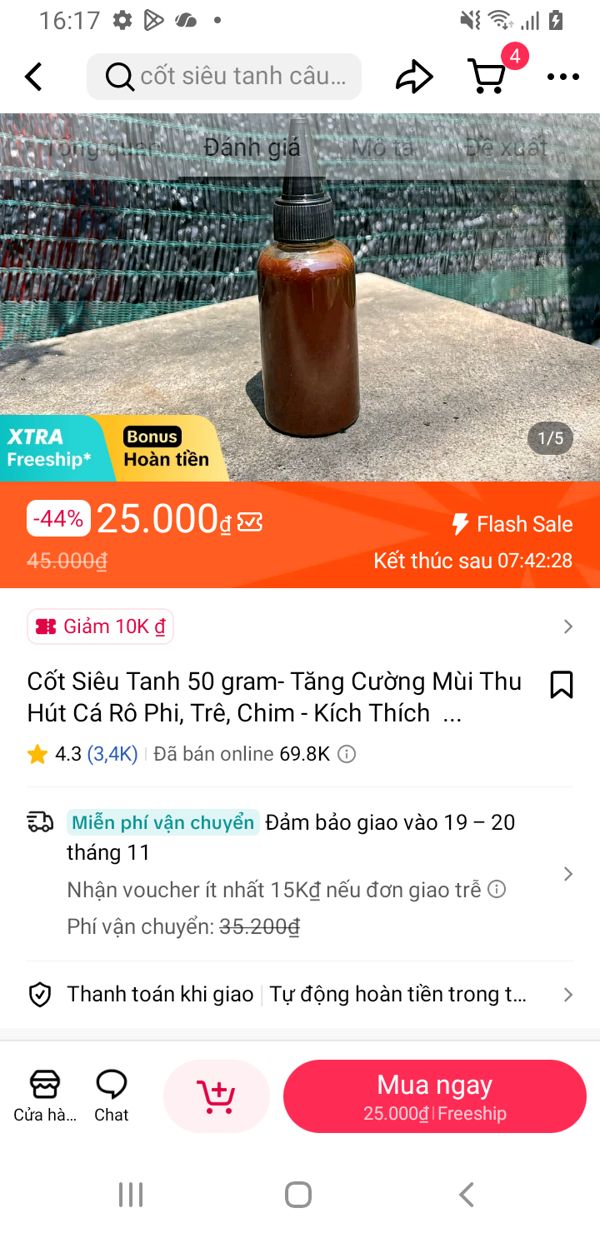 16:17
cốt siêu tanh câu...
4
Tổng quan Đánh giá Mô tả Đề xuất
XTRA
Freeship*
Bonus
Hoàn tiền
1/5
-44% 25.000₫
Flash Sale
45.000₫
Kết thúc sau 07:42:28
Giảm 10K ₫
Cốt Siêu Tanh 50 gram- Tăng Cường Mùi Thu
Hút Cá Rô Phi, Trê, Chim - Kích Thích ...
4.3 (3,4K) Đã bán online 69.8K
Miễn phí vận chuyển Đảm bảo giao vào 19 – 20
tháng 11
Nhận voucher ít nhất 15K₫ nếu đơn giao trễ
Phí vận chuyển: 35.200₫
Thanh toán khi giao Tự động hoàn tiền trong t...
Cửa hà...
Chat
Mua ngay
25.000₫ Freeship